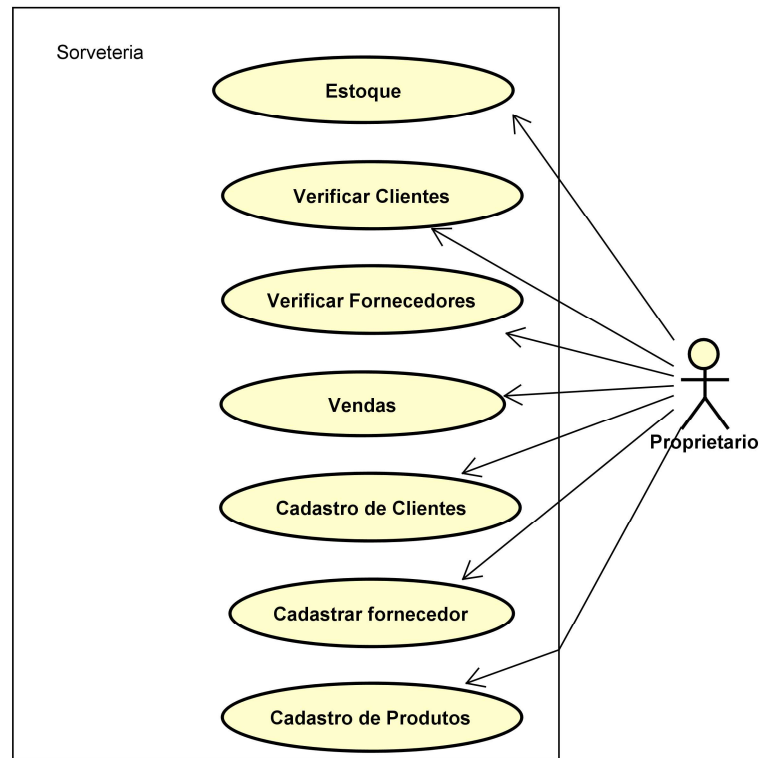 Sorveteria
Estoque
Verificar Clientes
Verificar Fornecedores
Vendas
Proprietario
Cadastro de Clientes
Cadastrar fornecedor
Cadastro de Produtos